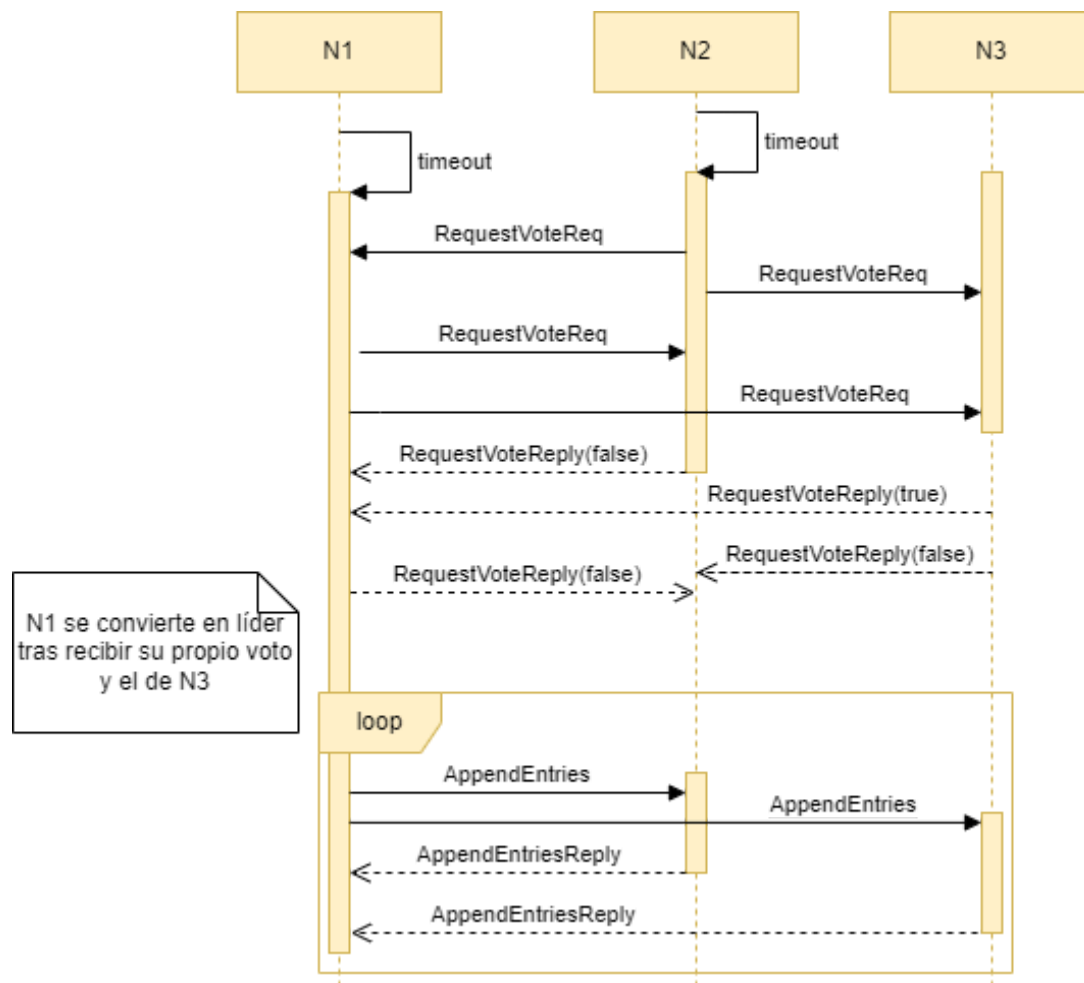 N1
N2
N3
timeout
timeout
RequestVoteReq
RequestVoteReq
RequestVoteReq
RequestVoteReq
RequestVoteReply(false)
RequestVoteReply(true)
RequestVoteReply(false)
RequestVoteReply(false)
N1 se convierte en líder
tras recibir su propio voto
y el de N3
loop
AppendEntries
AppendEntries
AppendEntriesReply
AppendEntriesReply